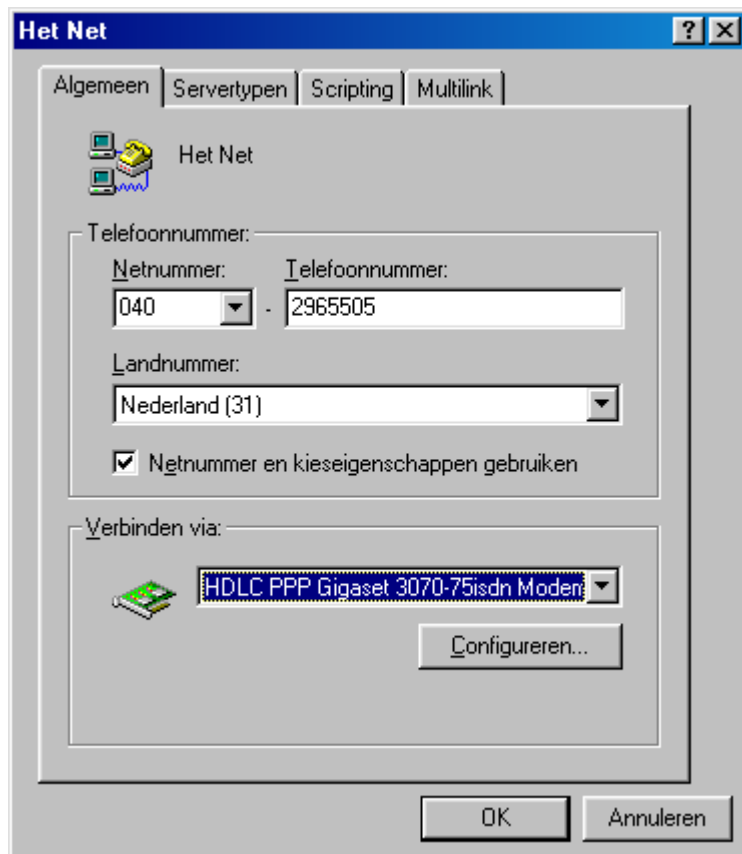 Het Net
Algemeen Servertypen Scripting Multilink
Het Net
Telefoonnummer:
Netnummer: Telefoonnummer:
040 - 2965505
Landnummer:
Nederland (31)
Netnummer en kieseigenschappen gebruiken
Verbinden via:
HDLC PPP Gigaset 3070-75isdn Modem
Configureren...
OK Annuleren